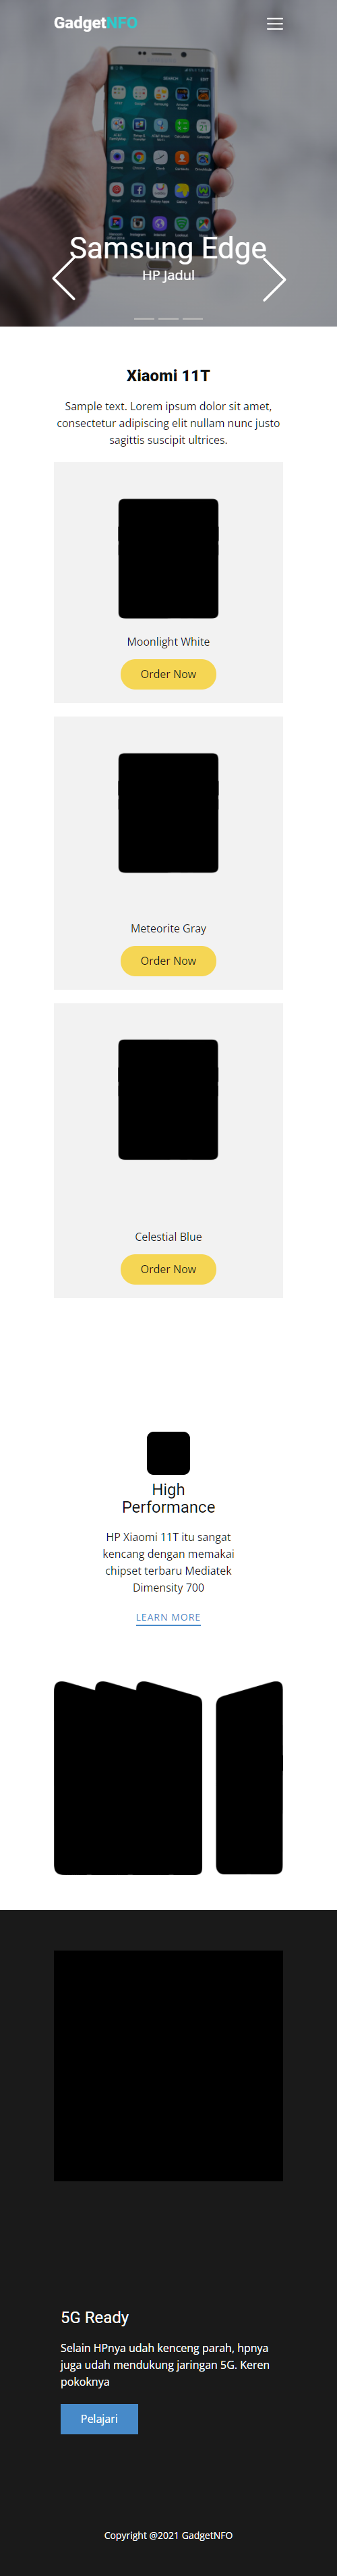 GadgetNFO
Samsung Edge
HP Jadul
Xiaomi 11T
Sample text. Lorem ipsum dolor sit amet,
consectetur adipiscing elit nullam nunc justo
sagittis suscipit ultrices.
Moonlight White
Order Now
Meteorite Gray
Order Now
Celestial Blue
Order Now
High
Performance
HP Xiaomi 11T itu sangat
kencang dengan memakai
chipset terbaru Mediatek
Dimensity 700
LEARN MORE
5G Ready
Selain HPnya udah kenceng parah, hpnya
juga udah mendukung jaringan 5G. Keren
pokoknya
Pelajari
Copyright @2021 GadgetNFO